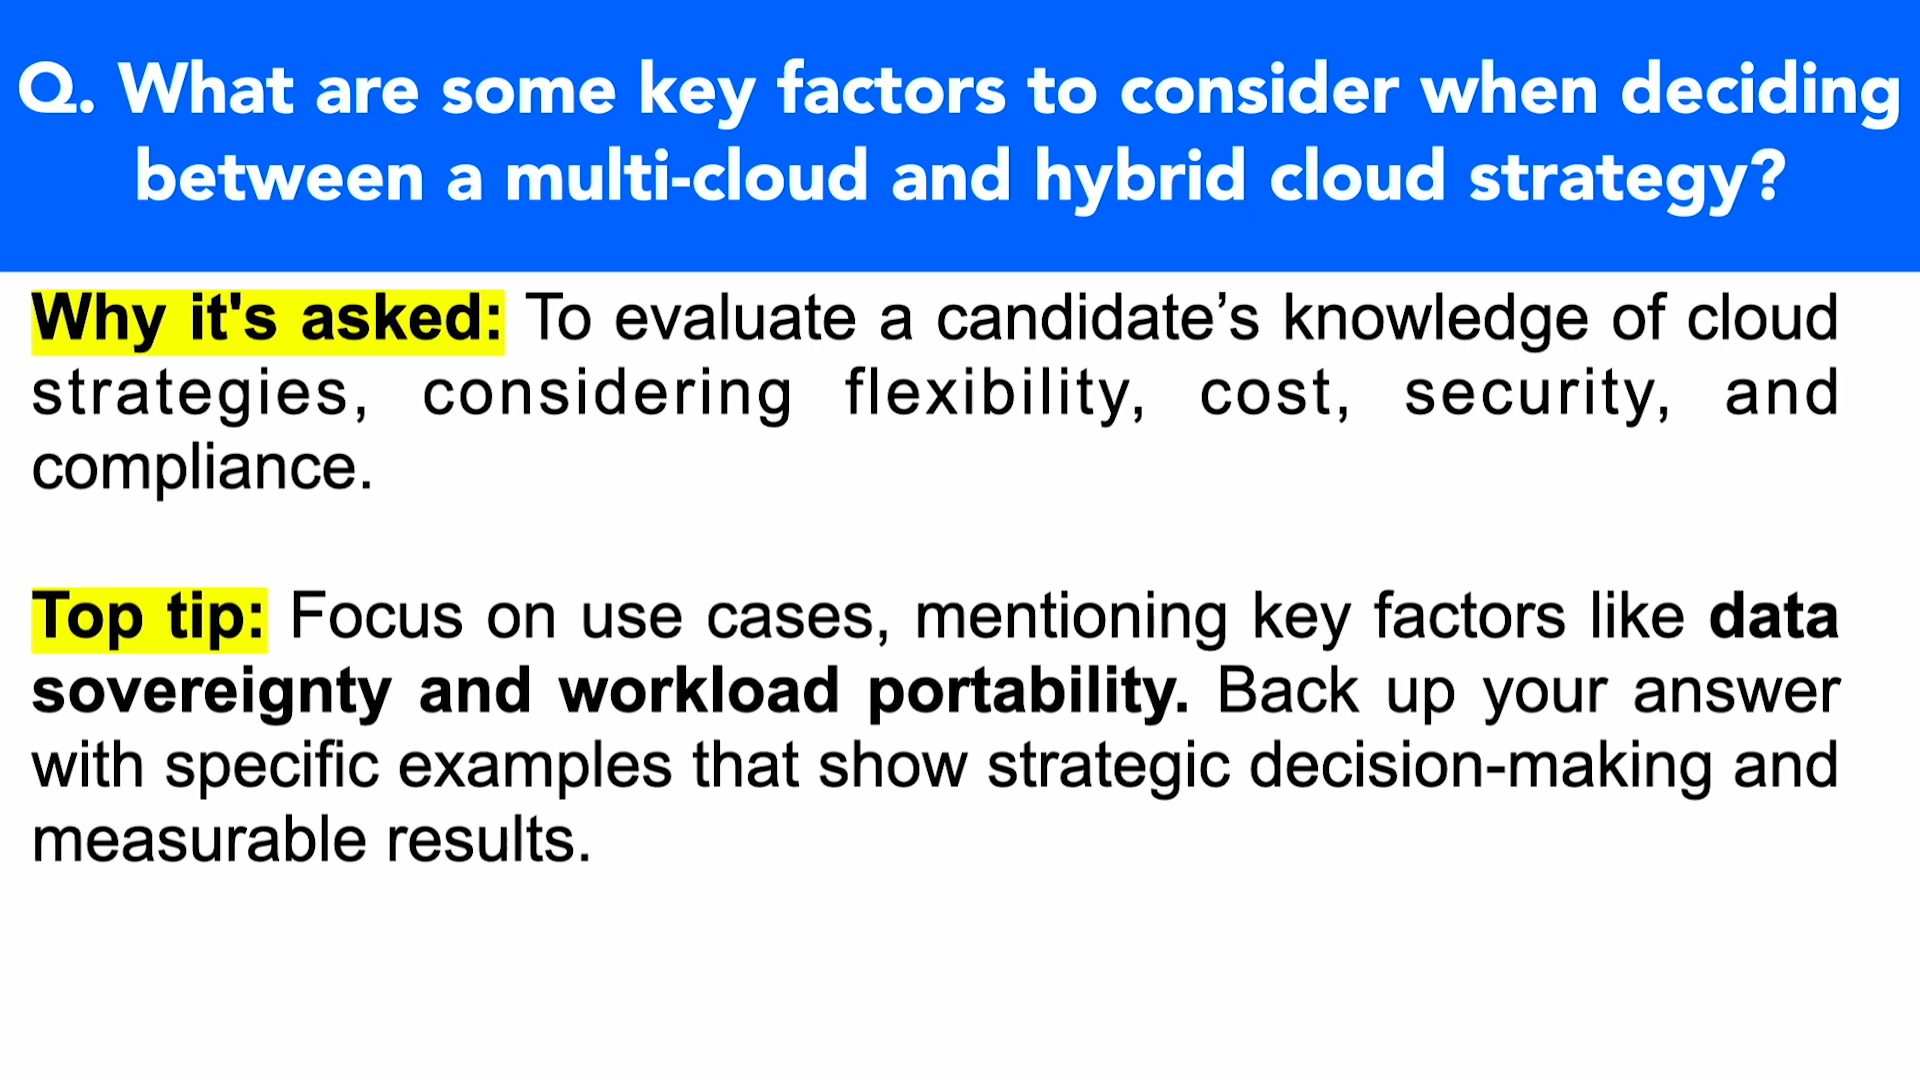 Q. What are some key factors to consider when deciding
between a multi-cloud and hybrid cloud strategy?
Why it's asked: To evaluate a candidate’s knowledge of cloud
strategies, considering flexibility, cost, security, and
compliance.
Top tip: Focus on use cases, mentioning key factors like data
sovereignty and workload portability. Back up your answer
with specific examples that show strategic decision-making and
measurable results.